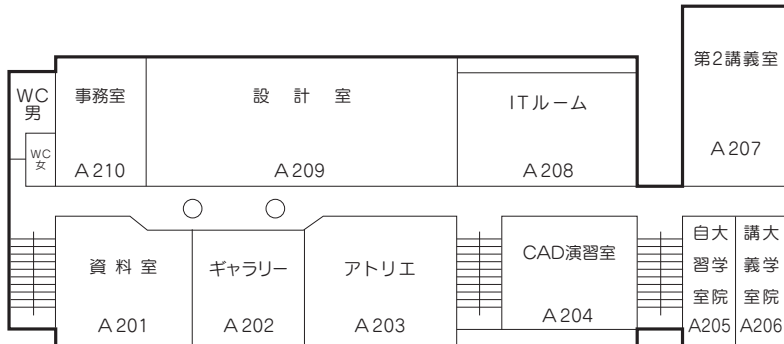 第2講義室
A207
WC
男
WC
女
事務室
A210
設計室
A209
ITルーム
A208
資料室
A201
ギャラリー
A202
アトリエ
A203
CAD演習室
A204
大学院
自習室
A205
大学院
講義室
A206